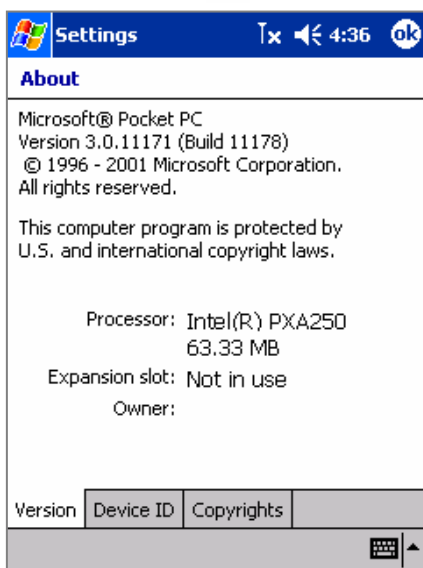 Settings 4:36 ok
About
Microsoft® Pocket PC
Version 3.0.11171 (Build 11178)
© 1996 - 2001 Microsoft Corporation.
All rights reserved.
This computer program is protected by
U.S. and international copyright laws.
Processor: Intel(R) PXA250
63.33 MB
Expansion slot: Not in use
Owner:
Version Device ID Copyrights